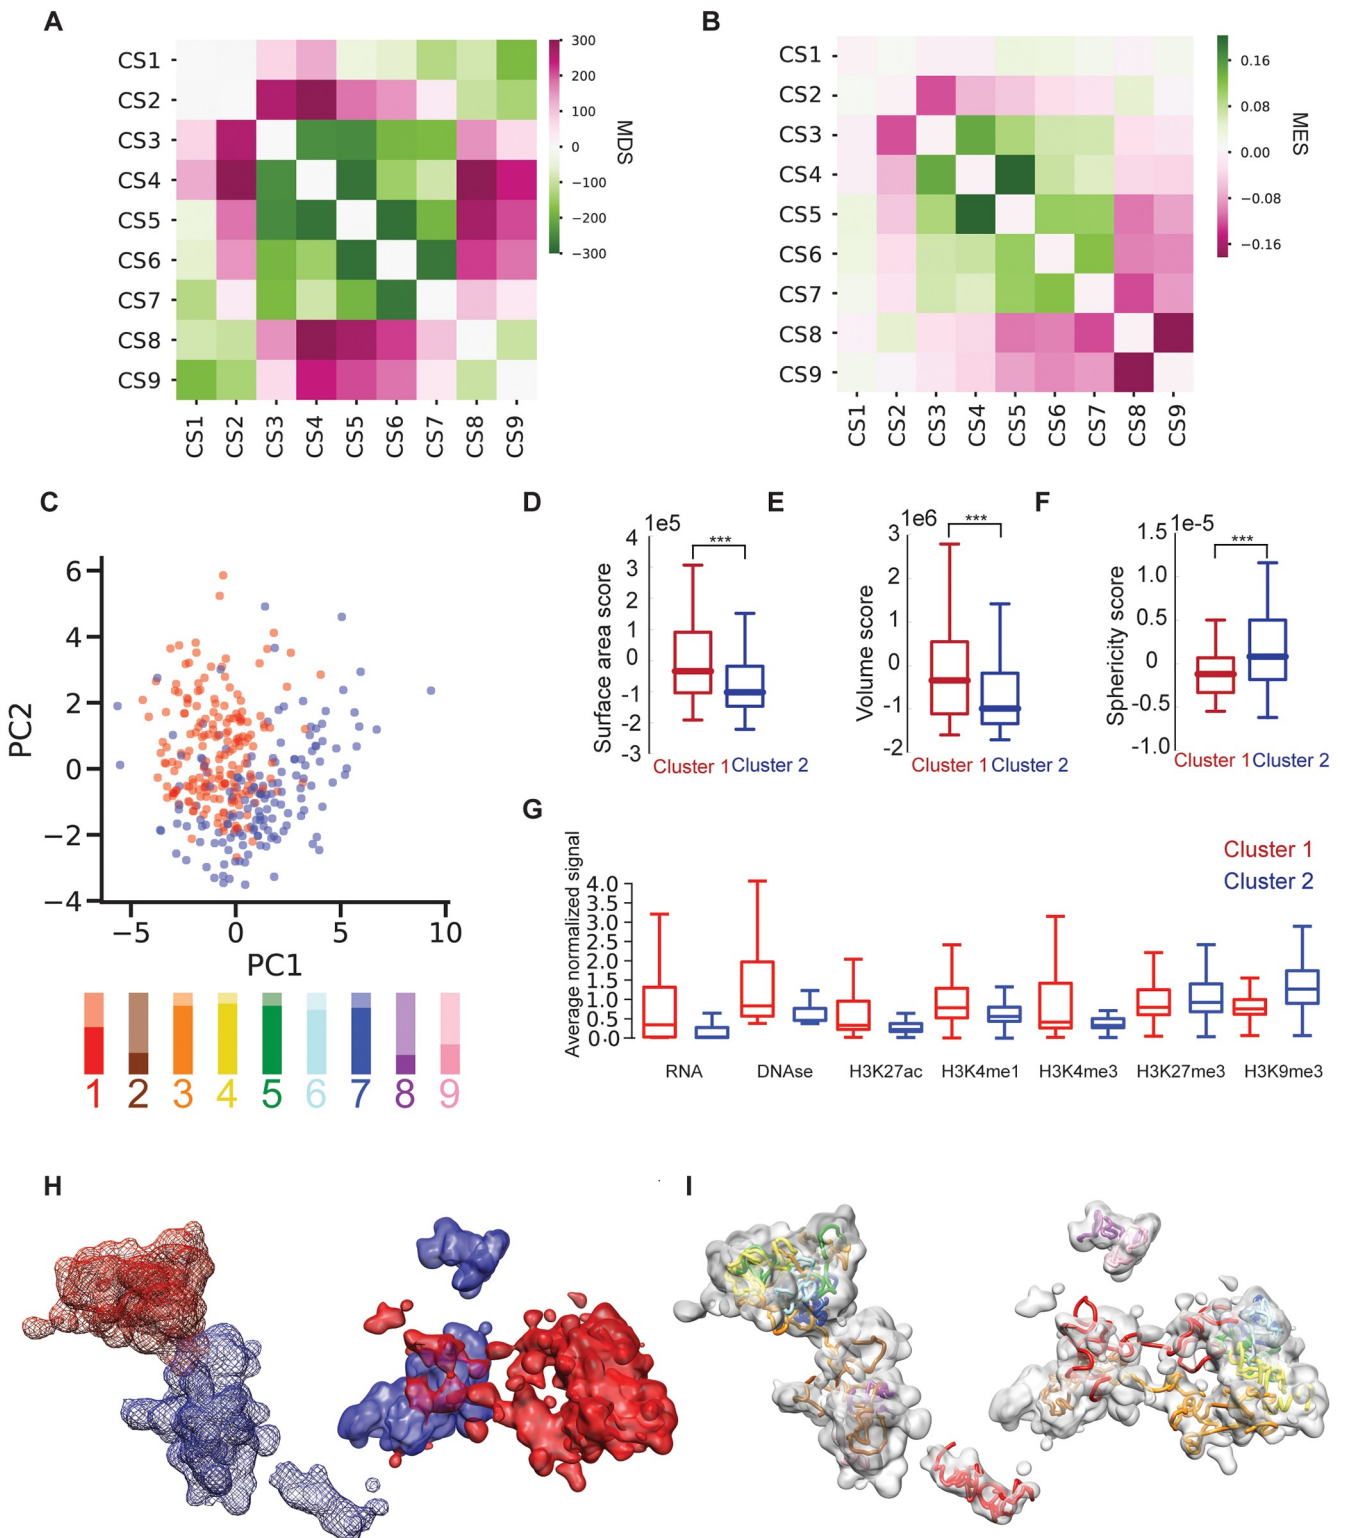 A
CS1
CS2
CS3
CS4
CS5
CS6
CS7
CS8
CS9
CS1 CS2 CS3 CS4 CS5 CS6 CS7 CS8 CS9
300
200
100
0
−100
−200
−300
MDS
B
CS1
CS2
CS3
CS4
CS5
CS6
CS7
CS8
CS9
CS1 CS2 CS3 CS4 CS5 CS6 CS7 CS8 CS9
0.16
0.08
0.00
−0.08
−0.16
MES
C
PC2
6
4
2
0
−2
−4
−5 0 5 10
PC1
1 2 3 4 5 6 7 8 9
D
1e5
***
Surface area score
4
3
2
1
0
-1
-2
-3
Cluster 1 Cluster 2
E
1e6
***
Volume score
3
2
1
0
-1
-2
Cluster 1 Cluster 2
F
1e-5
***
Sphericity score
1.5
1.0
0.5
0
-0.5
-1.0
Cluster 1 Cluster 2
G
Average normalized signal
4.0
3.5
3.0
2.5
2.0
1.5
1.0
0.5
0.0
Cluster 1
Cluster 2
RNA DNAse H3K27ac H3K4me1 H3K4me3 H3K27me3 H3K9me3
H
I